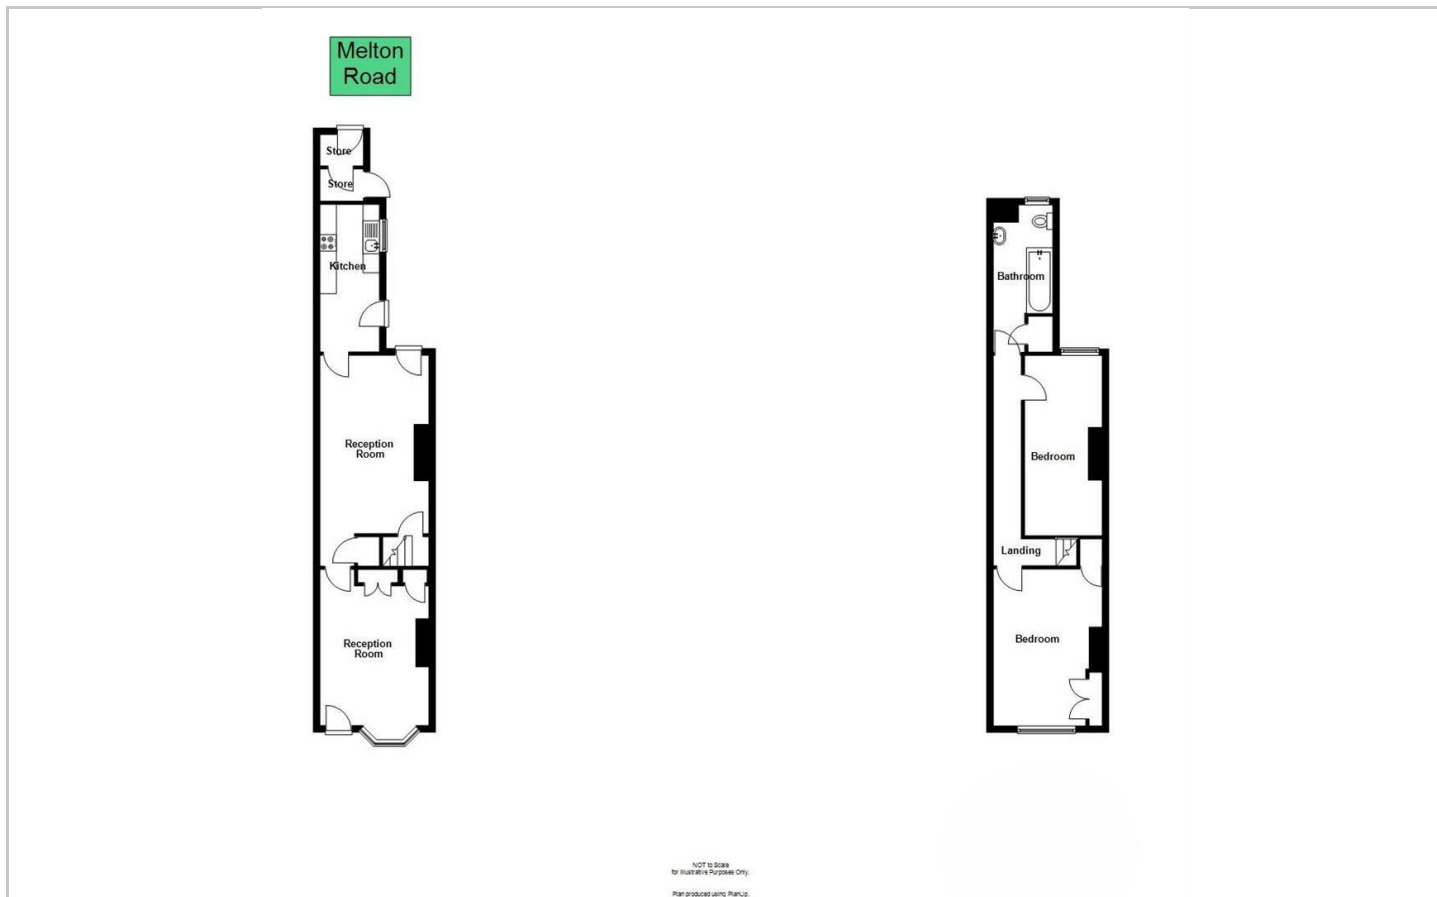 Melton
Road
Store
Store
Kitchen
Reception
Room
Reception
Room
Bathroom
Bedroom
Landing
Bedroom
NOT to Scale
for Illustrative Purposes Only.
Plan produced using PlanUp.